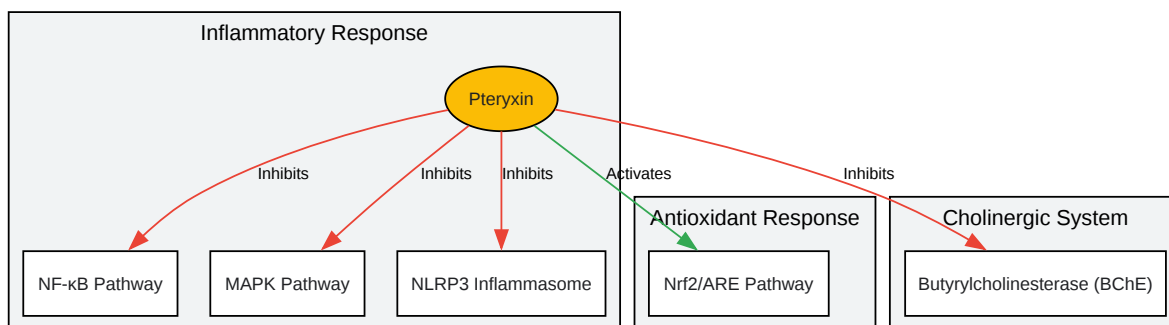 Inflammatory Response
Pteryxin
Inhibits
Inhibits
Inhibits
Activates
Inhibits
Antioxidant Response
Cholinergic System
NF-κB Pathway
MAPK Pathway
NLRP3 Inflammasome
Nrf2/ARE Pathway
Butyrylcholinesterase (BChE)